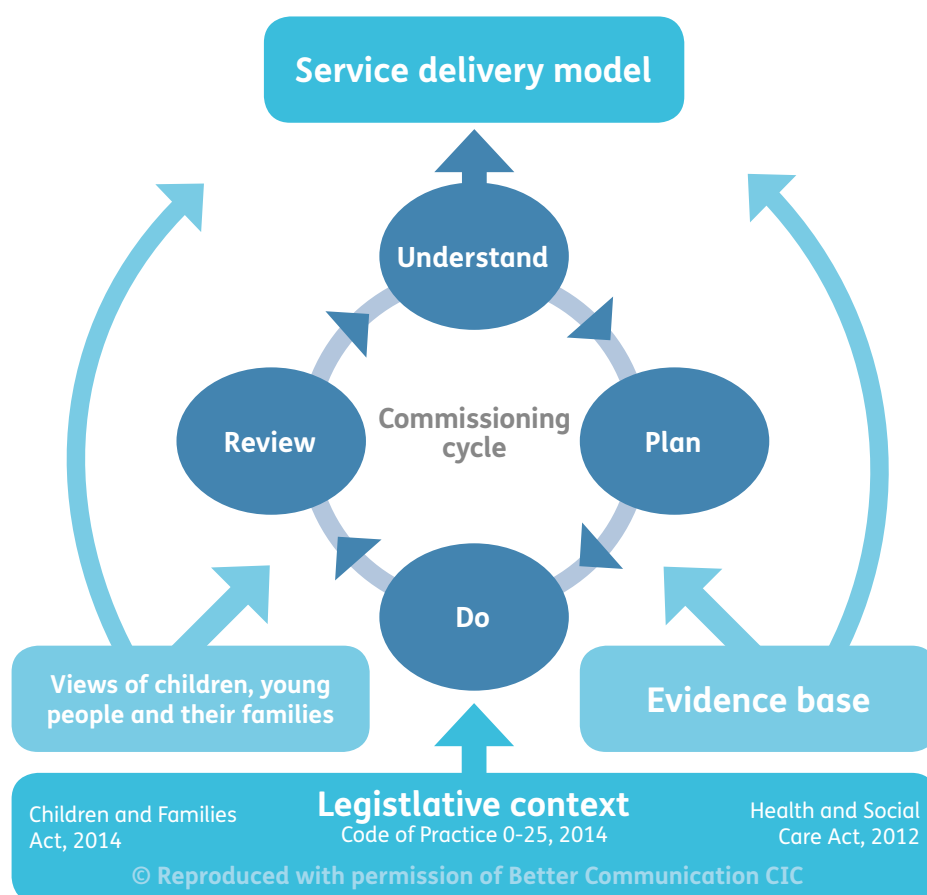 Service delivery model
Understand
Review
Commissioning
cycle
Plan
Do
Views of children, young
people and their families
Evidence base
Children and Families
Act, 2014
Legistlative context
Code of Practice 0-25, 2014
Health and Social
Care Act, 2012
© Reproduced with permission of Better Communication CIC